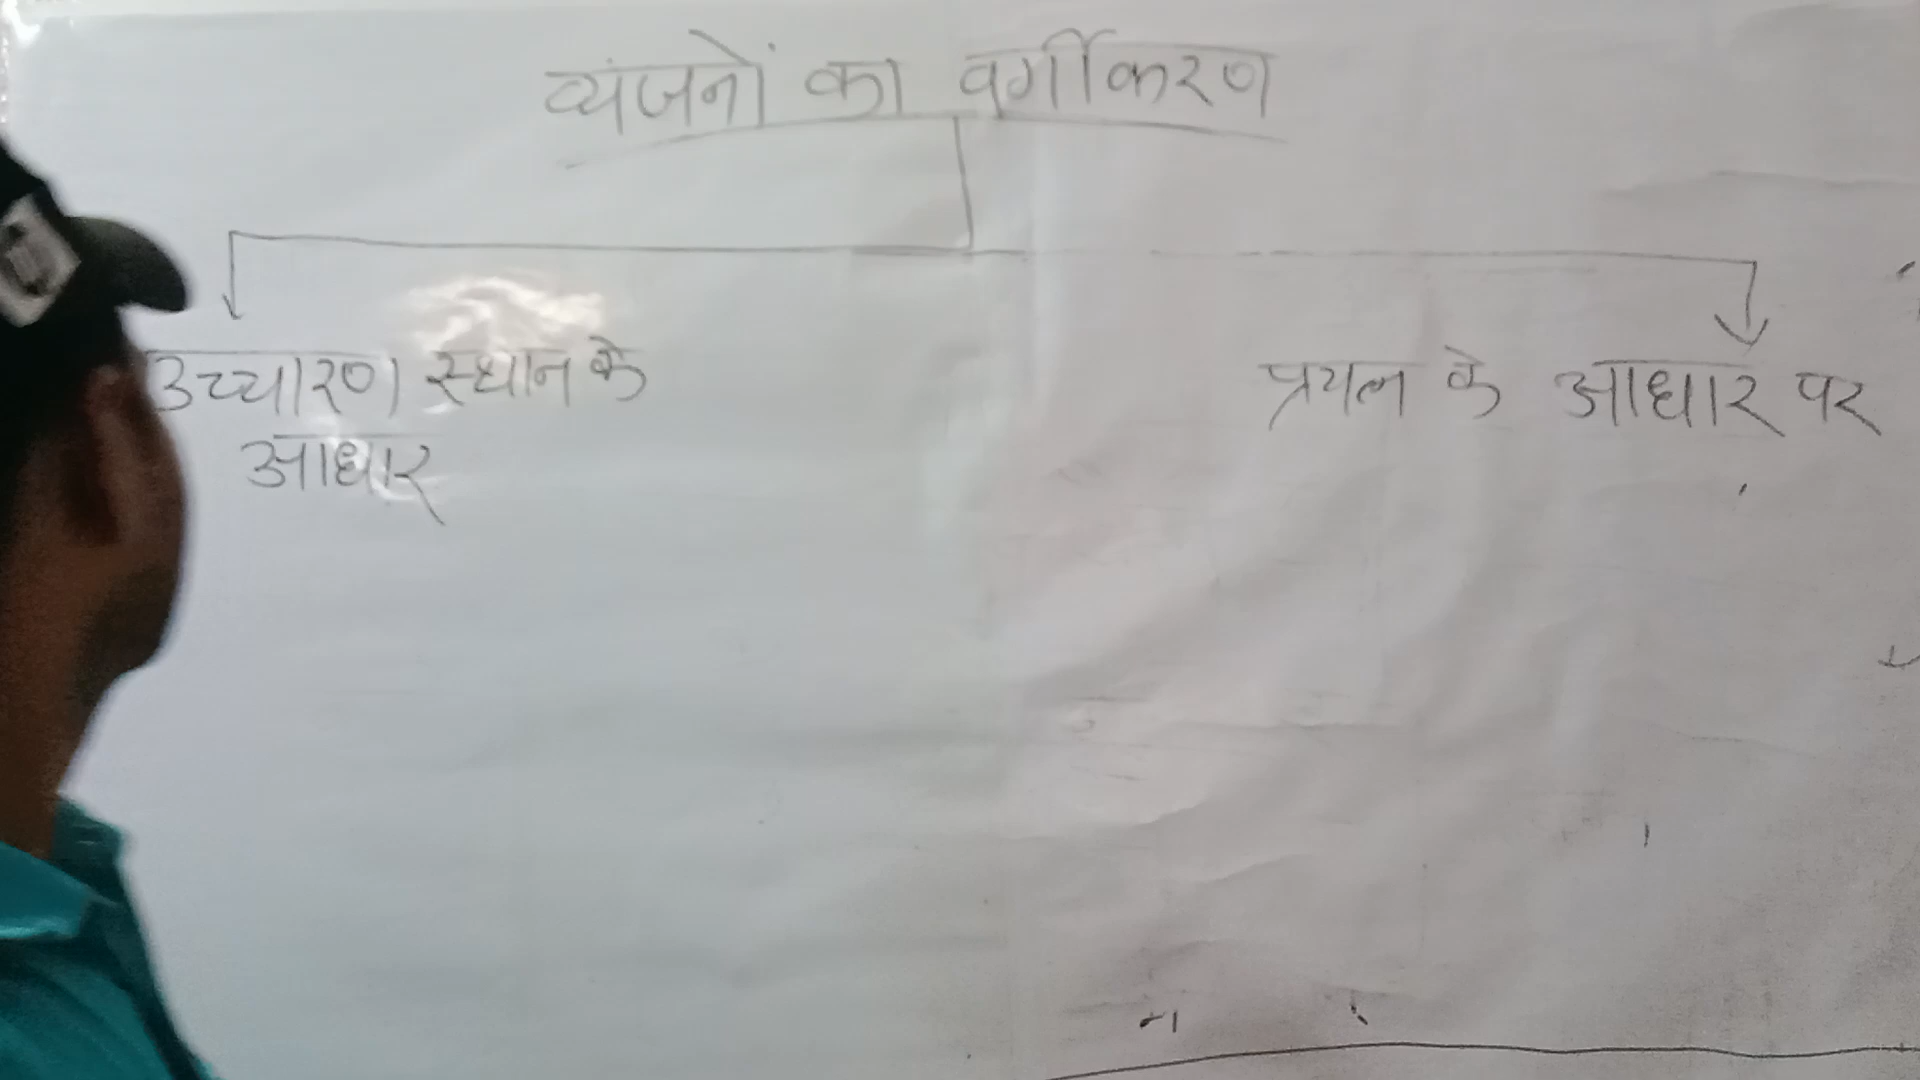 व्यंजनों का वर्गीकरण
उच्चारण स्थान के
आधार
प्रयत्न के आधार पर